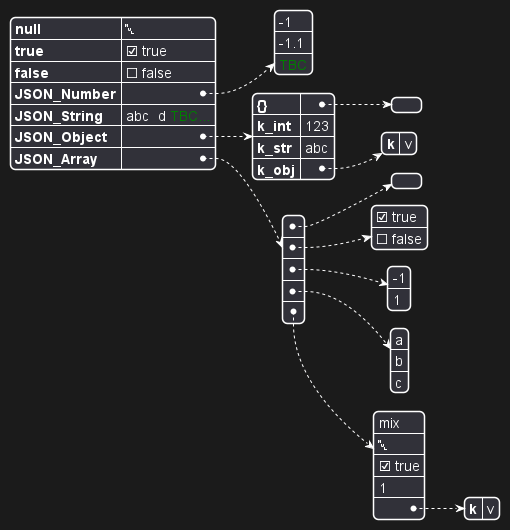 null ␀
true ☑ true
false ☐ false
JSON_Number
JSON_String abc d TBC...
JSON_Object
JSON_Array
-1
-1.1
TBC
{}
k_int 123
k_str abc
k_obj
k v
☑ true
☐ false
-1
1
a
b
c
mix
␀
☑ true
1
k v